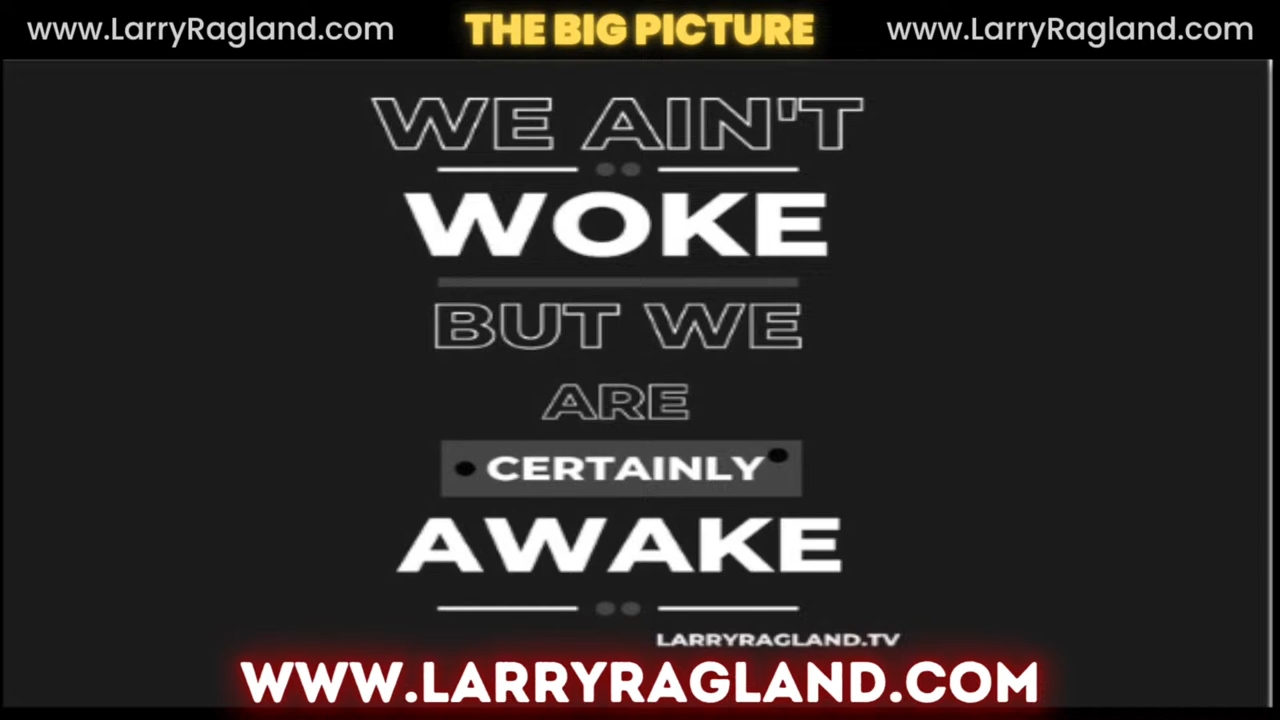 www.LarryRagland.com THE BIG PICTURE www.LarryRagland.com
WE AIN'T
WOKE
BUT WE
ARE
CERTAINLY
AWAKE
LARRYRAGLAND.TV
WWW.LARRYRAGLAND.COM